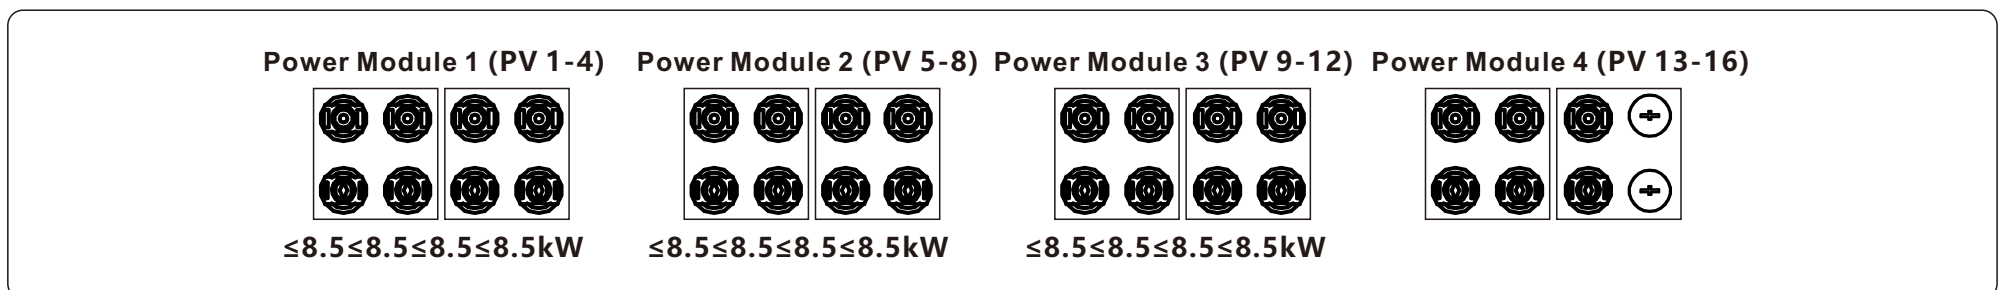 Power Module 1 (PV 1-4) Power Module 2 (PV 5-8) Power Module 3 (PV 9-12) Power Module 4 (PV 13-16)
≤8.5≤8.5≤8.5≤8.5kW ≤8.5≤8.5≤8.5≤8.5kW ≤8.5≤8.5≤8.5≤8.5kW